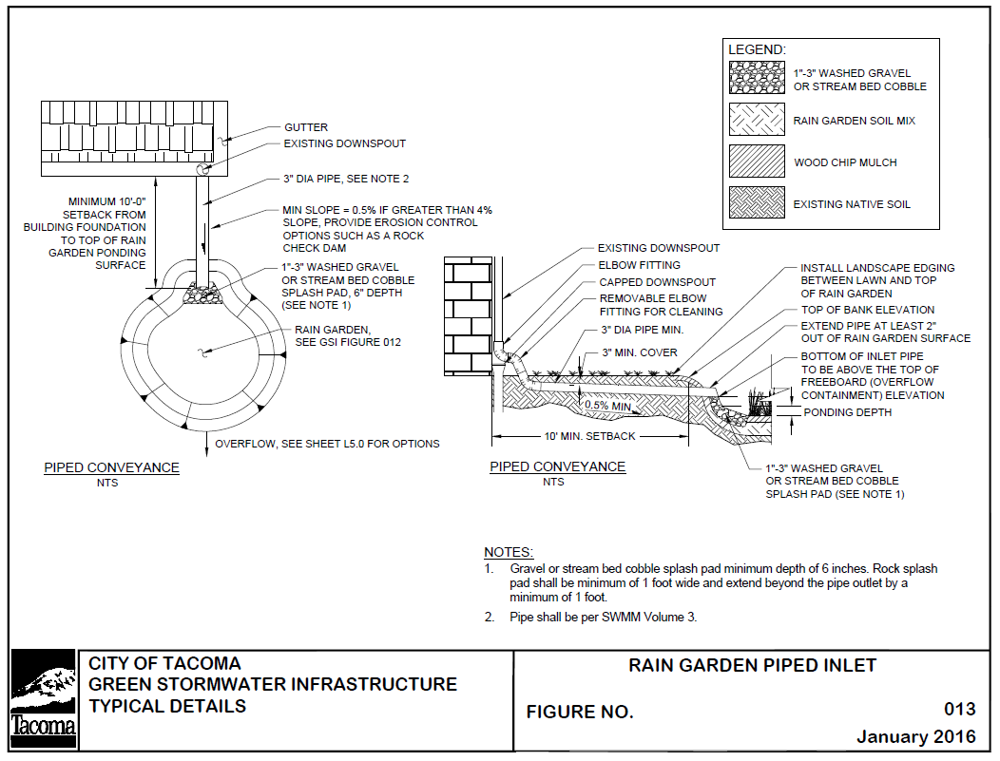 LEGEND:
1"-3" WASHED GRAVEL
OR STREAM BED COBBLE
RAIN GARDEN SOIL MIX
WOOD CHIP MULCH
EXISTING NATIVE SOIL
GUTTER
EXISTING DOWNSPOUT
3" DIA PIPE, SEE NOTE 2
MINIMUM 10'-0"
SETBACK FROM
BUILDING FOUNDATION
TO TOP OF RAIN
GARDEN PONDING
SURFACE
MIN SLOPE = 0.5% IF GREATER THAN 4%
SLOPE, PROVIDE EROSION CONTROL
OPTIONS SUCH AS A ROCK
CHECK DAM
1"-3" WASHED GRAVEL
OR STREAM BED COBBLE
SPLASH PAD, 6" DEPTH
(SEE NOTE 1)
RAIN GARDEN,
SEE GSI FIGURE 012
OVERFLOW, SEE SHEET L5.0 FOR OPTIONS
PIPED CONVEYANCE
NTS
EXISTING DOWNSPOUT
ELBOW FITTING
CAPPED DOWNSPOUT
REMOVABLE ELBOW
FITTING FOR CLEANING
3" DIA PIPE MIN.
3" MIN. COVER
INSTALL LANDSCAPE EDGING
BETWEEN LAWN AND TOP
OF RAIN GARDEN
TOP OF BANK ELEVATION
EXTEND PIPE AT LEAST 2"
OUT OF RAIN GARDEN SURFACE
BOTTOM OF INLET PIPE
TO BE ABOVE THE TOP OF
FREEBOARD (OVERFLOW
CONTAINMENT) ELEVATION
PONDING DEPTH
0.5% MIN
10' MIN. SETBACK
1"-3" WASHED GRAVEL
OR STREAM BED COBBLE
SPLASH PAD (SEE NOTE 1)
PIPED CONVEYANCE
NTS
NOTES:
1. Gravel or stream bed cobble splash pad minimum depth of 6 inches. Rock splash
pad shall be minimum of 1 foot wide and extend beyond the pipe outlet by a
minimum of 1 foot.
2. Pipe shall be per SWMM Volume 3.
Tacoma
CITY OF TACOMA
GREEN STORMWATER INFRASTRUCTURE
TYPICAL DETAILS
RAIN GARDEN PIPED INLET
FIGURE NO. 013
January 2016